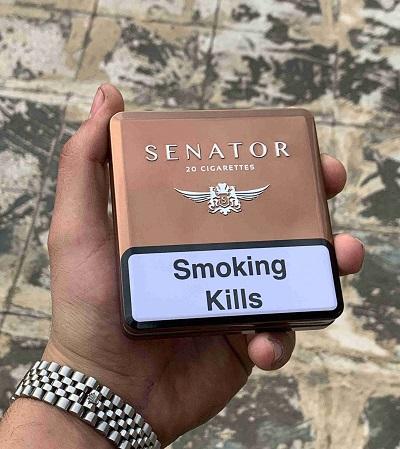 SENATOR
20 CIGARETTES
Smoking
Kills